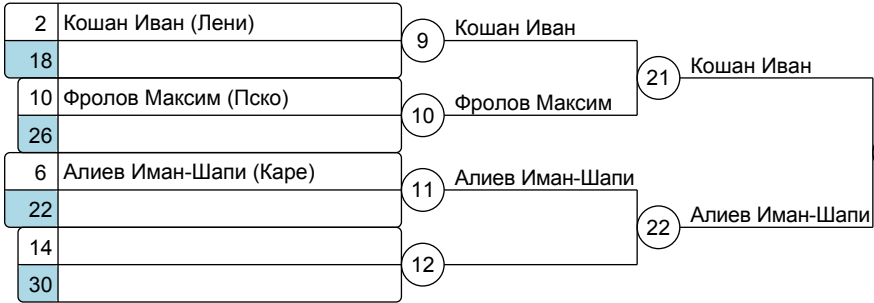 2 Кошан Иван (Лени)
18
9 Кошан Иван
10 Фролов Максим (Пско)
26
10 Фролов Максим
21 Кошан Иван
6 Алиев Иман-Шапи (Каре)
22
11 Алиев Иман-Шапи
14
30
12
22 Алиев Иман-Шапи